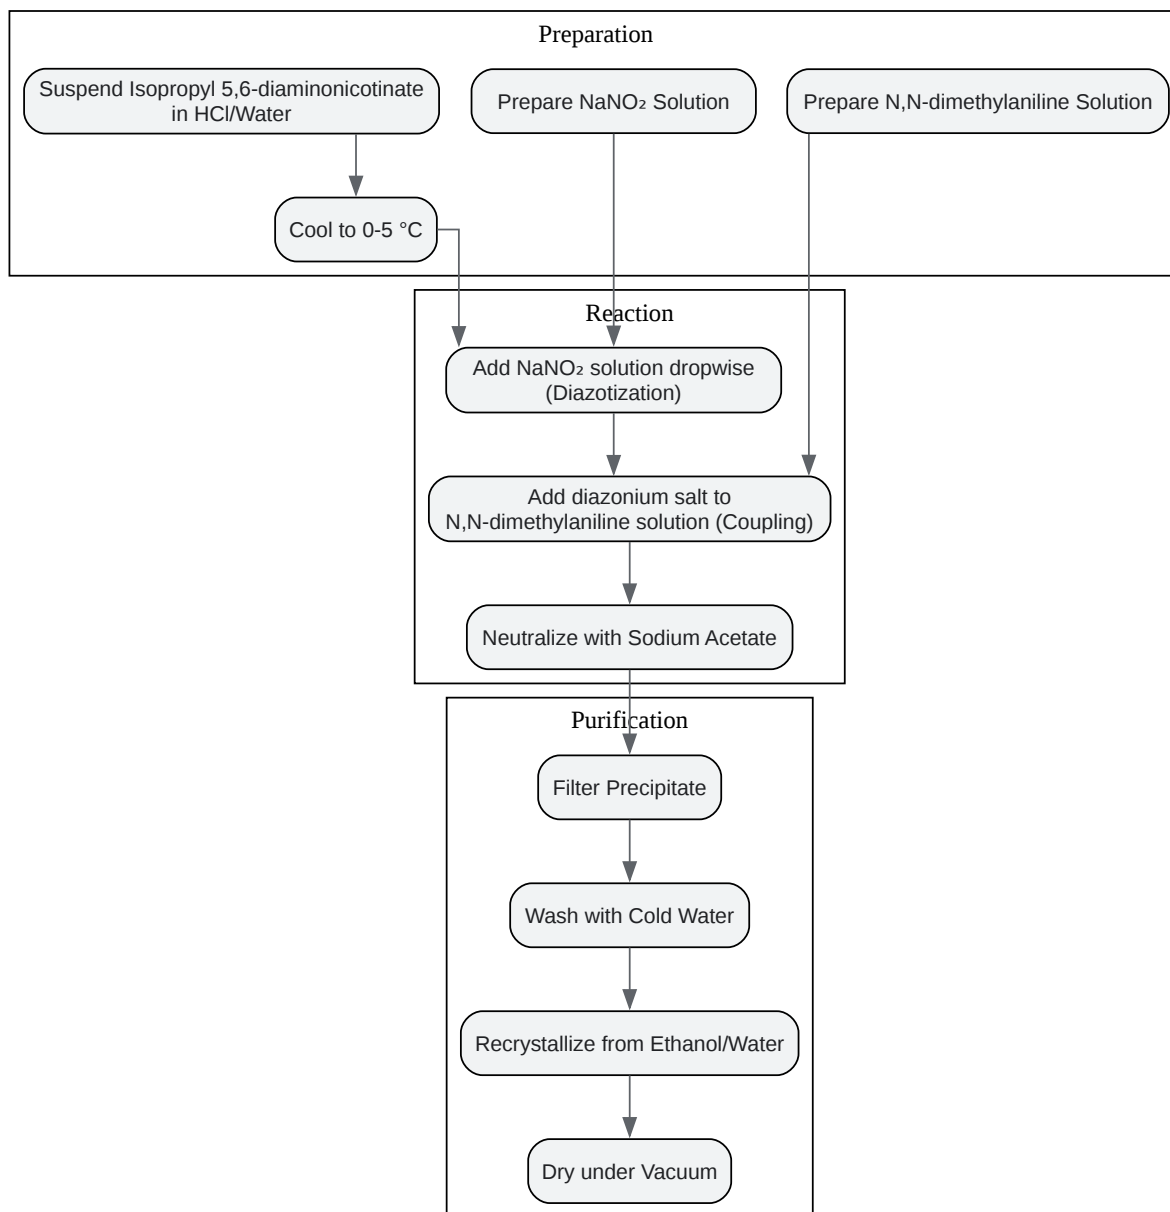 Preparation
Suspend Isopropyl 5,6-diaminonicotinate
in HCl/Water
Prepare NaNO₂ Solution
Prepare N,N-dimethylaniline Solution
Cool to 0-5 °C
Reaction
Add NaNO₂ solution dropwise
(Diazotization)
Add diazonium salt to
N,N-dimethylaniline solution (Coupling)
Neutralize with Sodium Acetate
Purification
Filter Precipitate
Wash with Cold Water
Recrystallize from Ethanol/Water
Dry under Vacuum